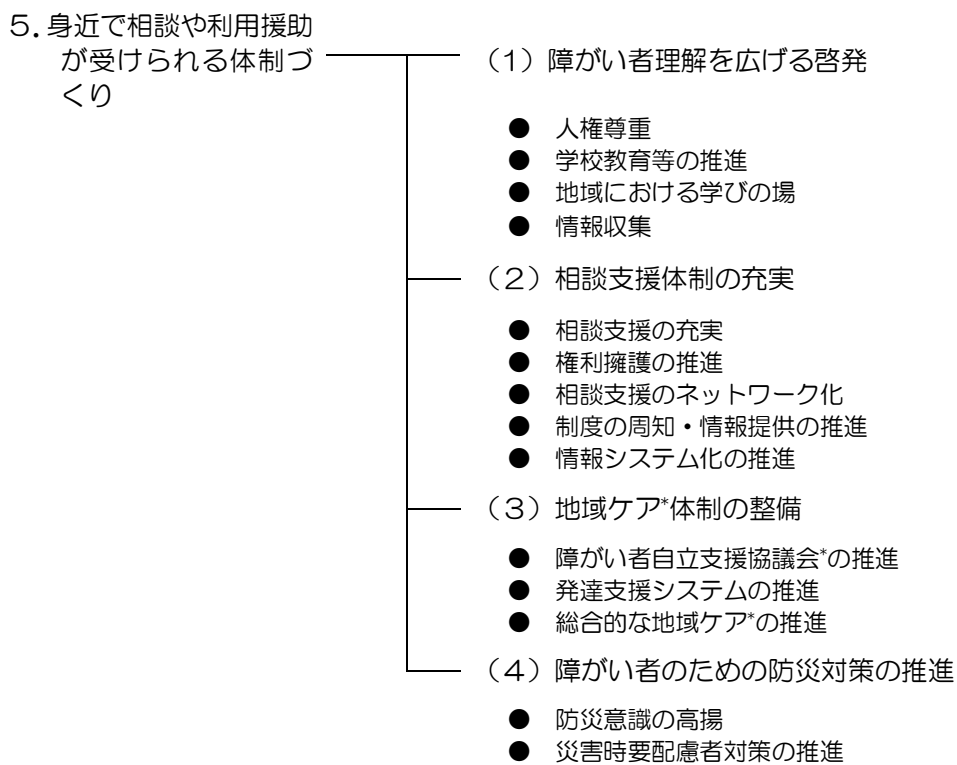 ５．身近で相談や利用援助
が受けられる体制づ
くり
（１）障がい者理解を広げる啓発
● 人権尊重
● 学校教育等の推進
● 地域における学びの場
● 情報収集
（２）相談支援体制の充実
● 相談支援の充実
● 権利擁護の推進
● 相談支援のネットワーク化
● 制度の周知・情報提供の推進
● 情報システム化の推進
（３）地域ケア*体制の整備
● 障がい者自立支援協議会*の推進
● 発達支援システムの推進
● 総合的な地域ケア*の推進
（４）障がい者のための防災対策の推進
● 防災意識の高揚
● 災害時要配慮者対策の推進